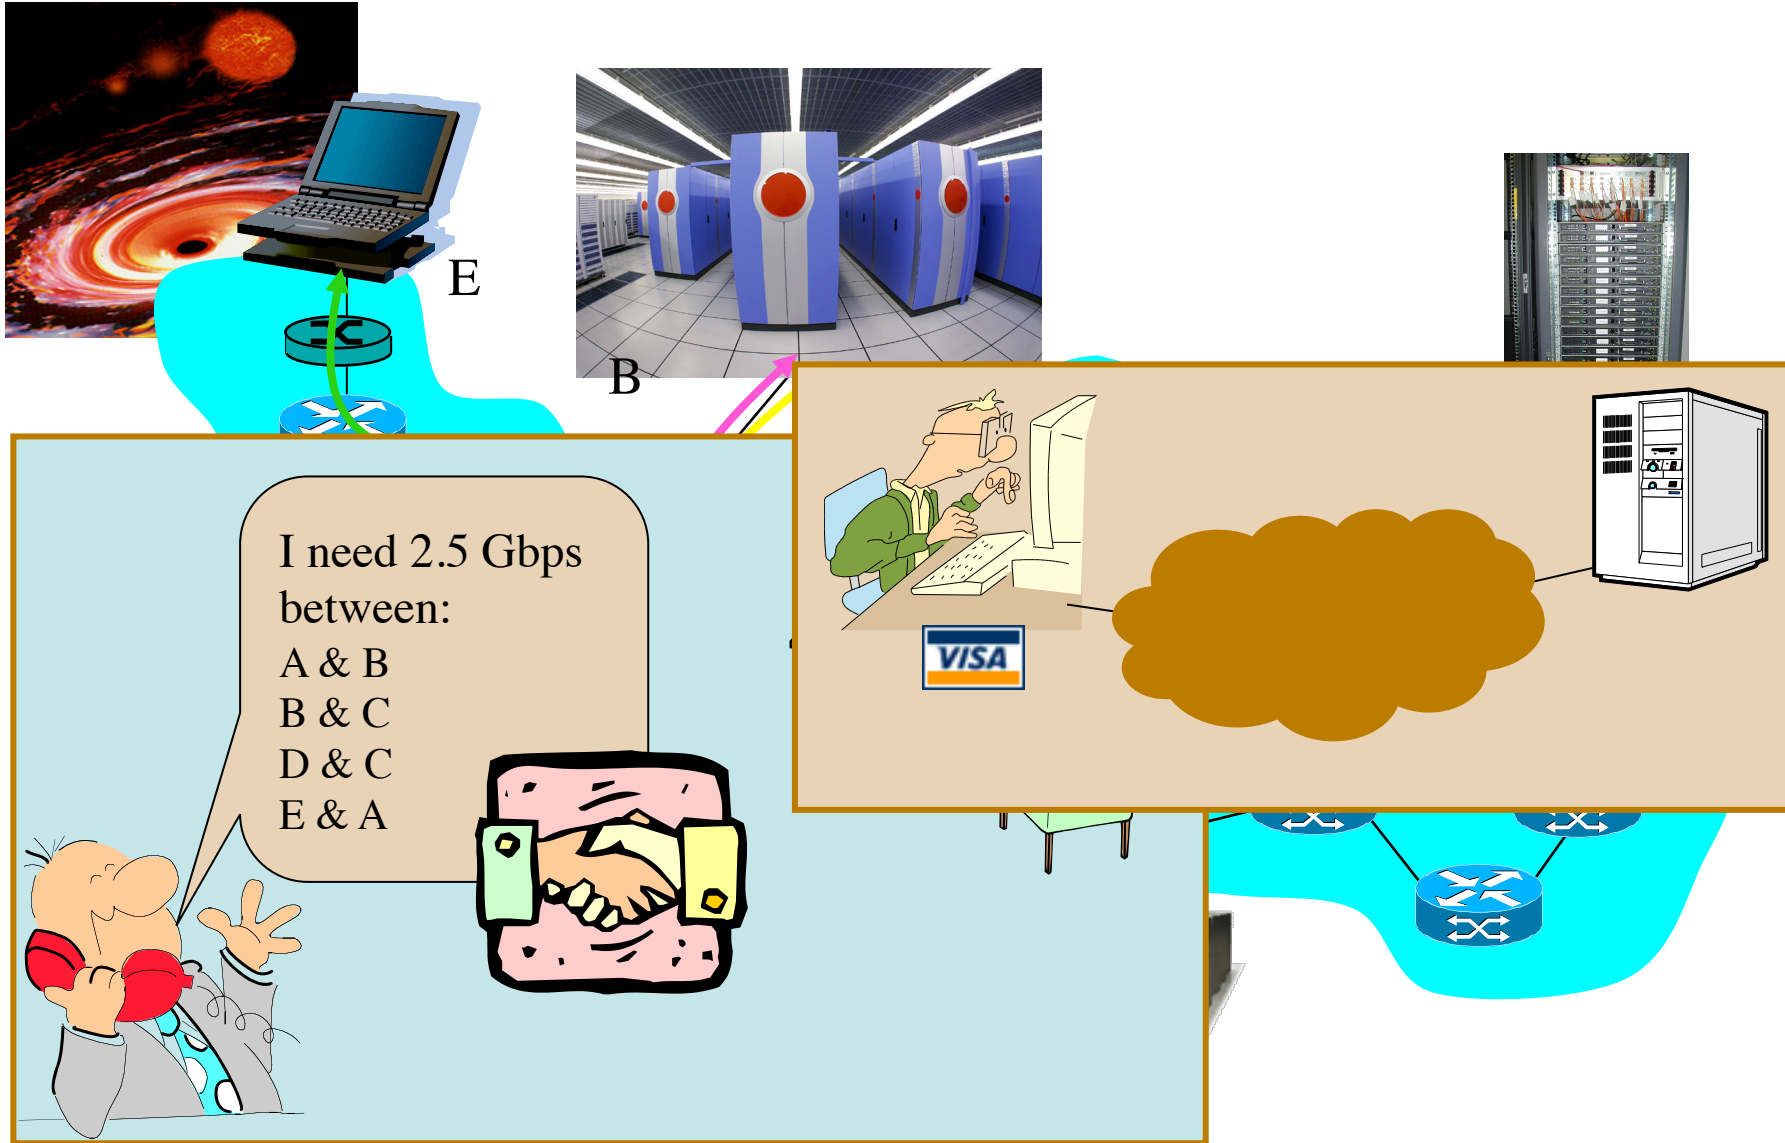 E
B
I need 2.5 Gbps
between:
A & B
B & C
D & C
E & A
VISA